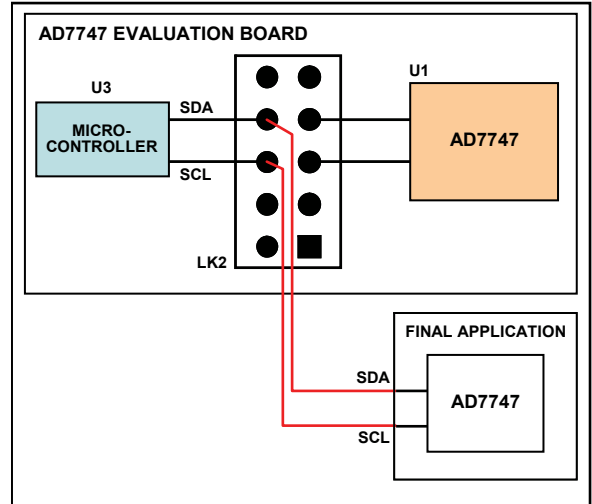 AD7747 EVALUATION BOARD
U3
MICRO-
CONTROLLER
SDA
SCL
LK2
U1
AD7747
FINAL APPLICATION
SDA
SCL
AD7747